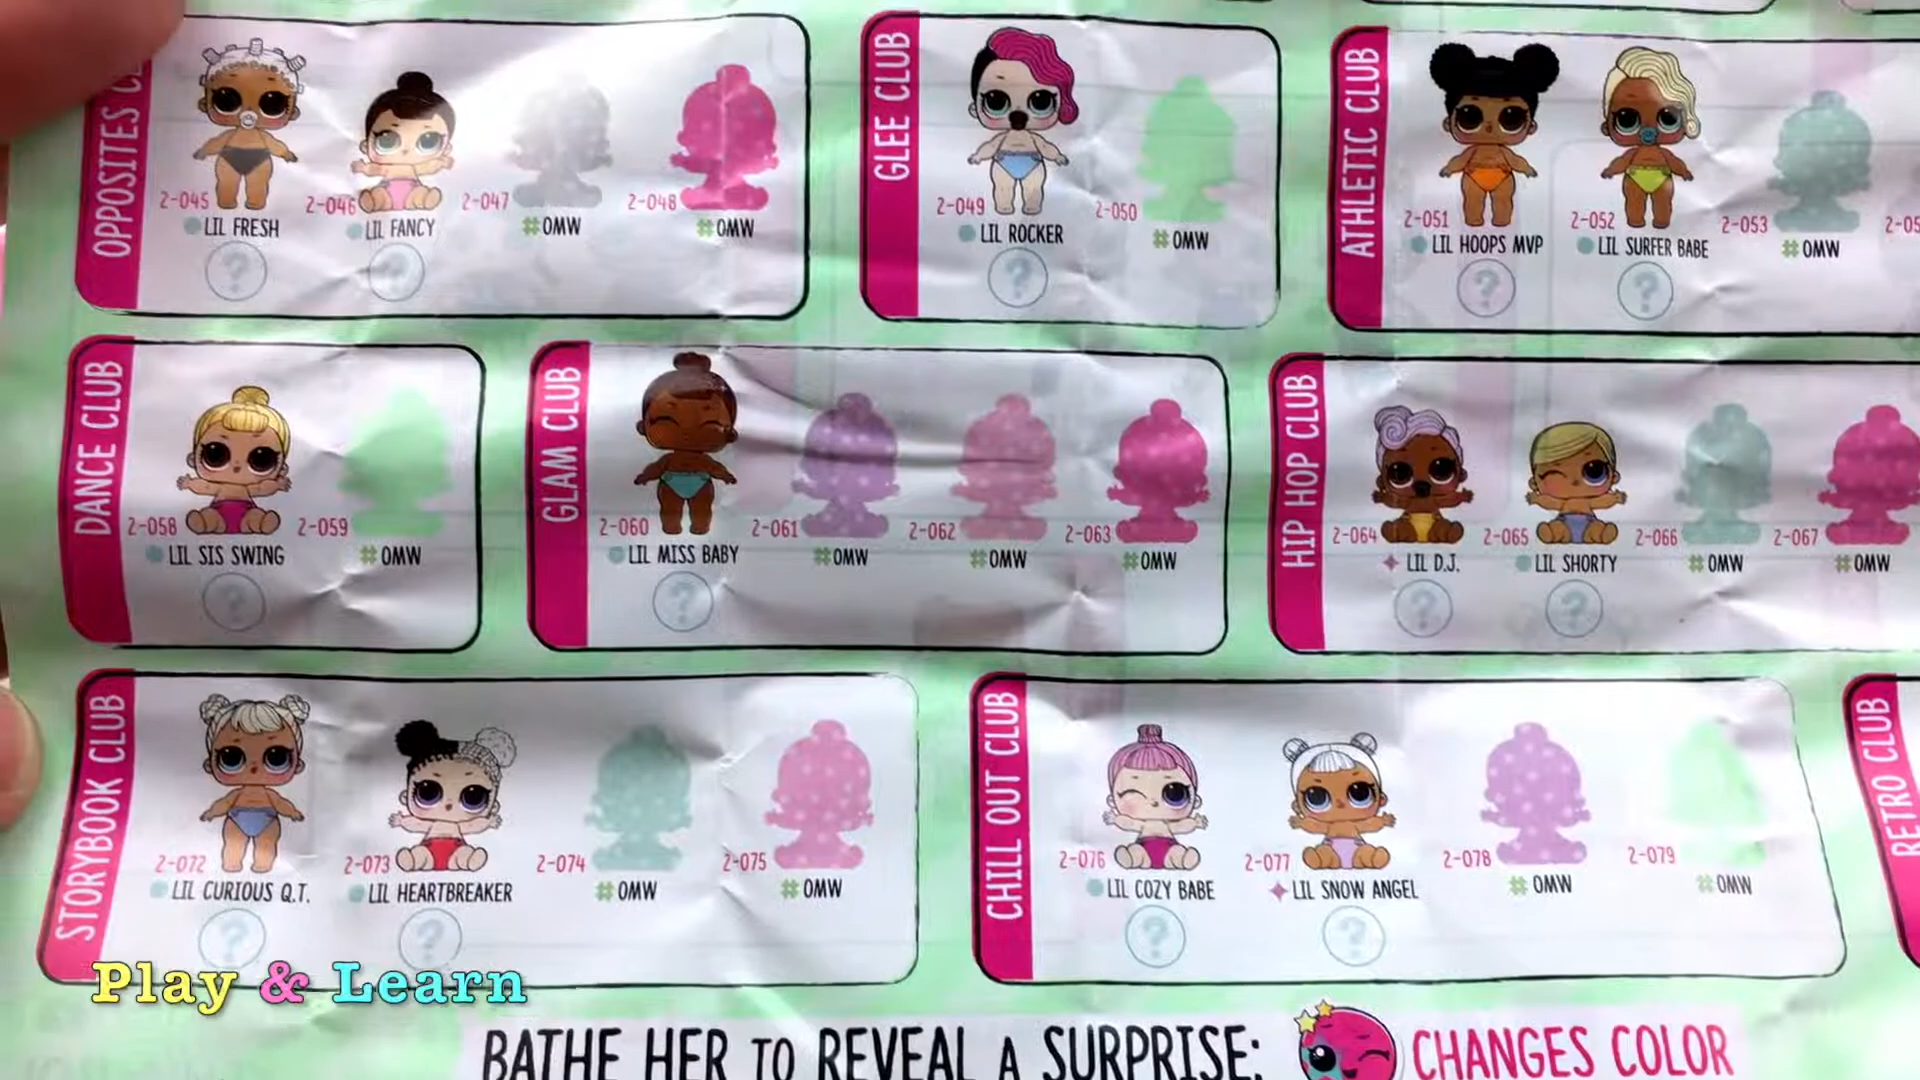 OPPOSITES
2-045
LIL FRESH
?
2-046
LIL FANCY
?
2-047
#OMW
2-048
#OMW
GLEE CLUB
2-049
LIL ROCKER
?
2-050
#OMW
ATHLETIC CLUB
2-051
LIL HOOPS MVP
?
2-052
LIL SURFER BABE
?
2-053
#OMW
DANCE CLUB
2-058
LIL SIS SWING
?
2-059
#OMW
GLAM CLUB
2-060
LIL MISS BABY
?
2-061
#OMW
2-062
#OMW
2-063
#OMW
HIP HOP CLUB
2-064
LIL D.J.
?
2-065
LIL SHORTY
?
2-066
#OMW
2-067
#OMW
STORYBOOK CLUB
2-072
LIL CURIOUS Q.T.
?
2-073
LIL HEARTBREAKER
?
2-074
#OMW
2-075
#OMW
CHILL OUT CLUB
2-076
LIL COZY BABE
?
2-077
LIL SNOW ANGEL
?
2-078
#OMW
2-079
#OMW
RETRO CLUB
Play & Learn
BATHE HER TO REVEAL A SURPRISE: CHANGES COLOR